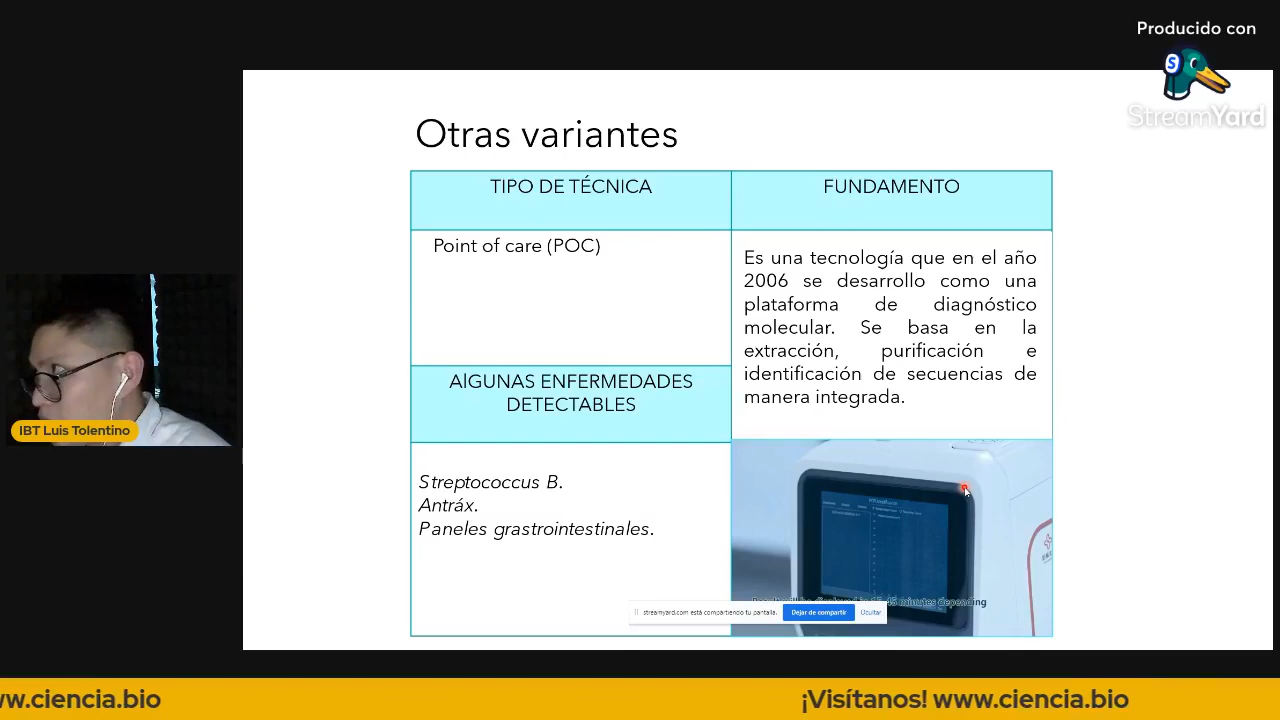 Producido con
StreamYard
Otras variantes
TIPO DE TÉCNICA
FUNDAMENTO
Point of care (POC)
Es una tecnología que en el año
2006 se desarrollo como una
plataforma de diagnóstico
molecular. Se basa en la
extracción, purificación e
identificación de secuencias de
manera integrada.
AlGUNAS ENFERMEDADES
DETECTABLES
Streptococcus B.
Antráx.
Paneles grastrointestinales.
IBT Luis Tolentino
minutes depending
streamyard.com está compartiendo tu pantalla.
Dejar de compartir
Ocultar
ww.ciencia.bio
¡Visítanos! www.ciencia.bio